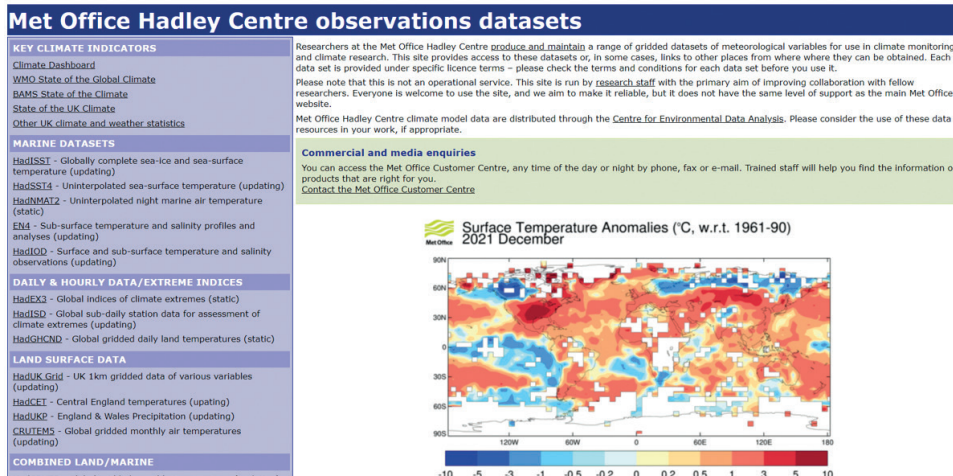 Met Office Hadley Centre observations datasets
KEY CLIMATE INDICATORS
Climate Dashboard
WMO State of the Global Climate
BAMS State of the Climate
State of the UK Climate
Other UK climate and weather statistics
MARINE DATASETS
HadISST - Globally complete sea-ice and sea-surface
temperature (updating)
HadSST4 - Uninterpolated sea-surface temperature (updating)
HadNMAT2 - Uninterpolated night marine air temperature
(static)
EN4 - Sub-surface temperature and salinity profiles and
analyses (updating)
HadIOD - Surface and sub-surface temperature and salinity
observations (updating)
DAILY & HOURLY DATA/EXTREME INDICES
HadEX3 - Global indices of climate extremes (static)
HadISD - Global sub-daily station data for assessment of
climate extremes (updating)
HadGHCND - Global gridded daily land temperatures (static)
LAND SURFACE DATA
HadUK Grid - UK 1km gridded data of various variables
(updating)
HadCET - Central England temperatures (upating)
HadUKP - England & Wales Precipitation (updating)
CRUTEM5 - Global gridded monthly air temperatures
(updating)
COMBINED LAND/MARINE
Researchers at the Met Office Hadley Centre produce and maintain a range of gridded datasets of meteorological variables for use in climate monitoring
and climate research. This site provides access to these datasets or, in some cases, links to other places from where where they can be obtained. Each
data set is provided under specific licence terms – please check the terms and conditions for each data set before you use it.
Please note that this is not an operational service. This site is run by research staff with the primary aim of improving collaboration with fellow
researchers. Everyone is welcome to use the site, and we aim to make it reliable, but it does not have the same level of support as the main Met Office
website.
Met Office Hadley Centre climate model data are distributed through the Centre for Environmental Data Analysis. Please consider the use of these data
resources in your work, if appropriate.
Commercial and media enquiries
You can access the Met Office Customer Centre, any time of the day or night by phone, fax or e-mail. Trained staff will help you find the information o
products that are right for you.
Contact the Met Office Customer Centre
Met Office
Surface Temperature Anomalies (°C, w.r.t. 1961-90)
2021 December
90N
60N
30N
0
30S
60S
90S
120W 60W 0 60E 120E 180
-10 -5 -3 -1 -0.5 -0.2 0 0.2 0.5 1 3 5 10